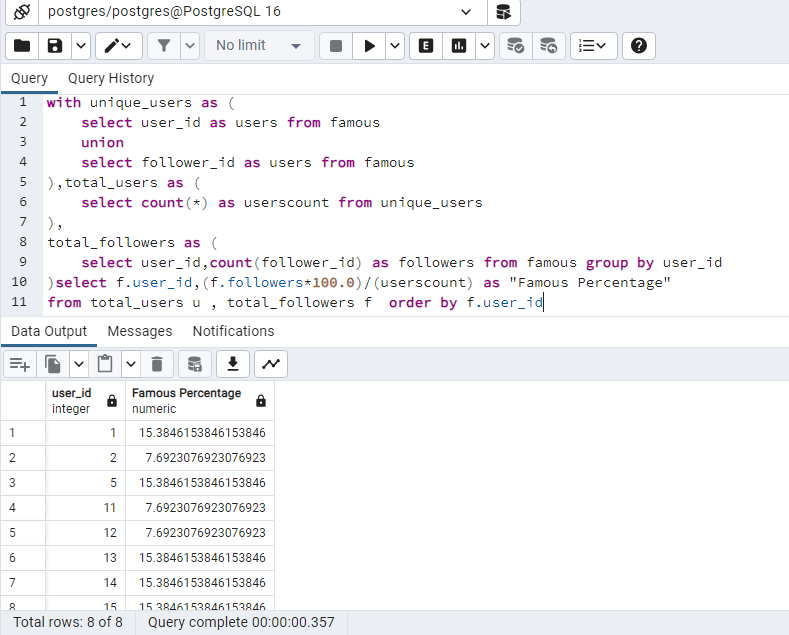 postgres/postgres@PostgreSQL 16
No limit
E
Query Query History
1 with unique_users as (
2 select user_id as users from famous
3 union
4 select follower_id as users from famous
5 ),total_users as (
6 select count(*) as userscount from unique_users
7 ),
8 total_followers as (
9 select user_id,count(follower_id) as followers from famous group by user_id
10 )select f.user_id,(f.followers*100.0)/(userscount) as "Famous Percentage"
11 from total_users u , total_followers f  order by f.user_id
Data Output Messages Notifications
user_id Famous Percentage
integer numeric
1 1 15.3846153846153846
2 2 7.6923076923076923
3 5 15.3846153846153846
4 11 7.6923076923076923
5 12 7.6923076923076923
6 13 15.3846153846153846
7 14 15.3846153846153846
8 15 15.3846153846153846
Total rows: 8 of 8 Query complete 00:00:00.357